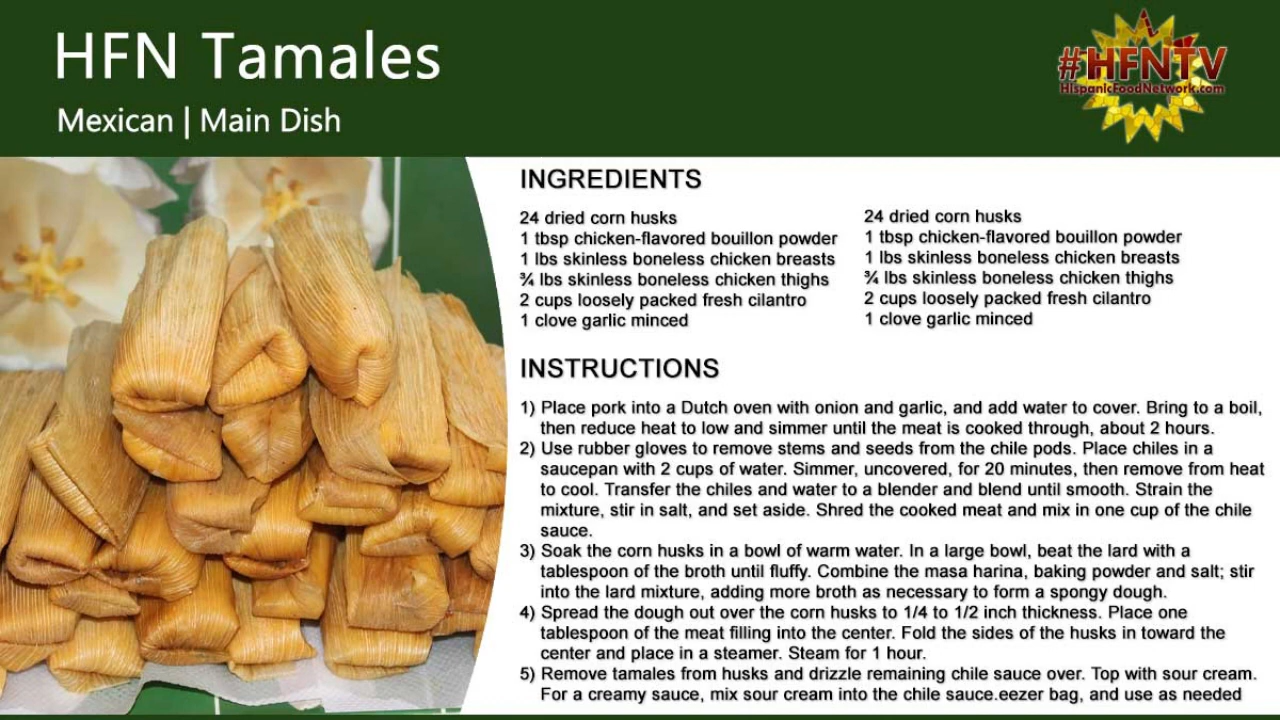 HFN Tamales
Mexican | Main Dish
#HFNTV
HispanicFoodNetwork.com
INGREDIENTS
24 dried corn husks
1 tbsp chicken-flavored bouillon powder
1 lbs skinless boneless chicken breasts
¾ lbs skinless boneless chicken thighs
2 cups loosely packed fresh cilantro
1 clove garlic minced
24 dried corn husks
1 tbsp chicken-flavored bouillon powder
1 lbs skinless boneless chicken breasts
¾ lbs skinless boneless chicken thighs
2 cups loosely packed fresh cilantro
1 clove garlic minced
INSTRUCTIONS
1) Place pork into a Dutch oven with onion and garlic, and add water to cover. Bring to a boil,
then reduce heat to low and simmer until the meat is cooked through, about 2 hours.
2) Use rubber gloves to remove stems and seeds from the chile pods. Place chiles in a
saucepan with 2 cups of water. Simmer, uncovered, for 20 minutes, then remove from heat
to cool. Transfer the chiles and water to a blender and blend until smooth. Strain the
mixture, stir in salt, and set aside. Shred the cooked meat and mix in one cup of the chile
sauce.
3) Soak the corn husks in a bowl of warm water. In a large bowl, beat the lard with a
tablespoon of the broth until fluffy. Combine the masa harina, baking powder and salt; stir
into the lard mixture, adding more broth as necessary to form a spongy dough.
4) Spread the dough out over the corn husks to 1/4 to 1/2 inch thickness. Place one
tablespoon of the meat filling into the center. Fold the sides of the husks in toward the
center and place in a steamer. Steam for 1 hour.
5) Remove tamales from husks and drizzle remaining chile sauce over. Top with sour cream.
For a creamy sauce, mix sour cream into the chile sauce.eezer bag, and use as needed